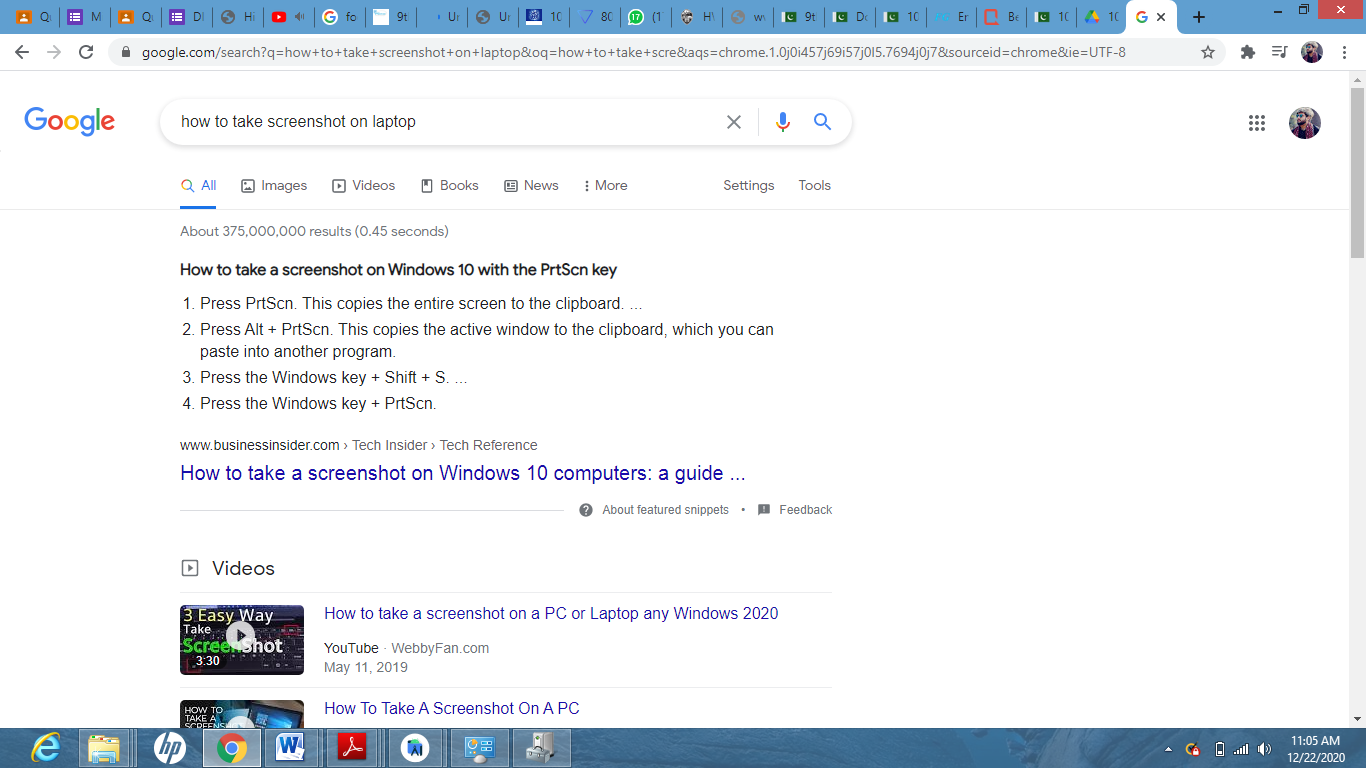 Qu
M
Qu
Dl
Hi
fo
9tl
Ur
Ur
10
80
(1
H\
w\
9t
Dc
10
Er
Be
10
10
google.com/search?q=how+to+take+screenshot+on+laptop&oq=how+to+take+scre&aqs=chrome.1.0j0i457j69i57j0l5.7694j0j7&sourceid=chrome&ie=UTF-8
Google
how to take screenshot on laptop
All Images Videos Books News More Settings Tools
About 375,000,000 results (0.45 seconds)
How to take a screenshot on Windows 10 with the PrtScn key
1. Press PrtScn. This copies the entire screen to the clipboard. ...
2. Press Alt + PrtScn. This copies the active window to the clipboard, which you can
paste into another program.
3. Press the Windows key + Shift + S. ...
4. Press the Windows key + PrtScn.
www.businessinsider.com › Tech Insider › Tech Reference
How to take a screenshot on Windows 10 computers: a guide ...
About featured snippets • Feedback
Videos
3 Easy Way
Take
ScreenShot
3:30
How to take a screenshot on a PC or Laptop any Windows 2020
YouTube · WebbyFan.com
May 11, 2019
HOW TO
TAKE A
SCREENSHOT
How To Take A Screenshot On A PC
hp
11:05 AM
12/22/2020